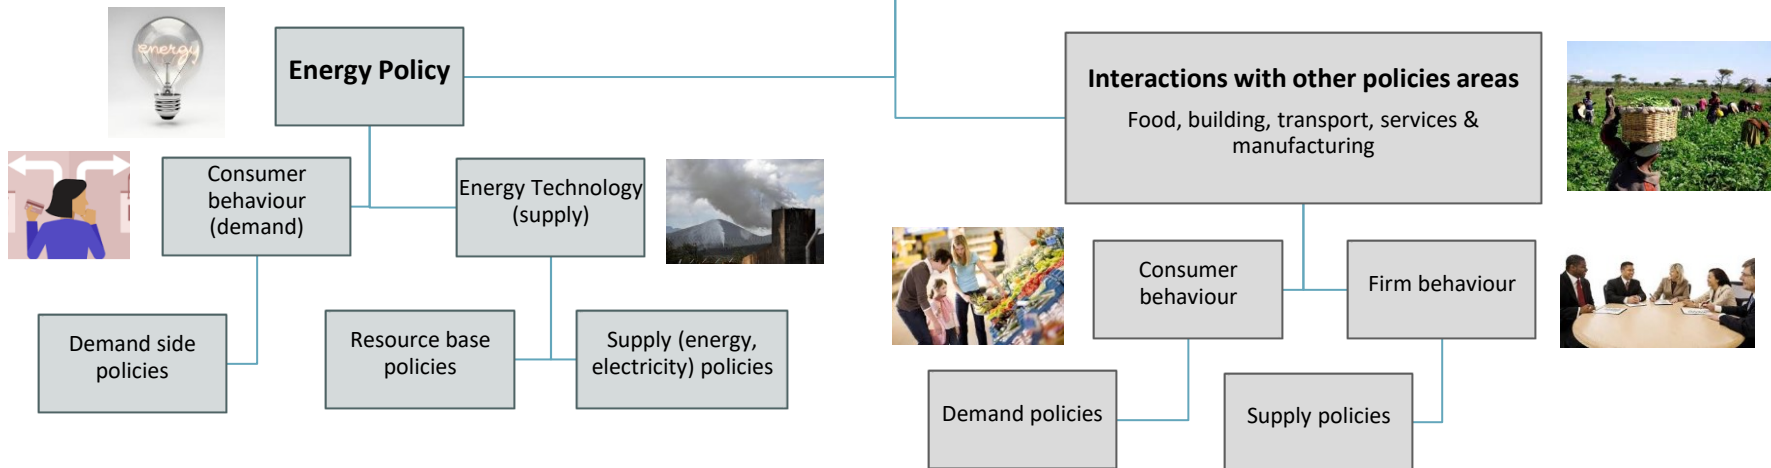 energy
Energy Policy
Interactions with other policies areas
Food, building, transport, services &
manufacturing
Consumer
behaviour
(demand)
Energy Technology
(supply)
Consumer
behaviour
Firm behaviour
Demand side
policies
Resource base
policies
Supply (energy,
electricity) policies
Demand policies
Supply policies